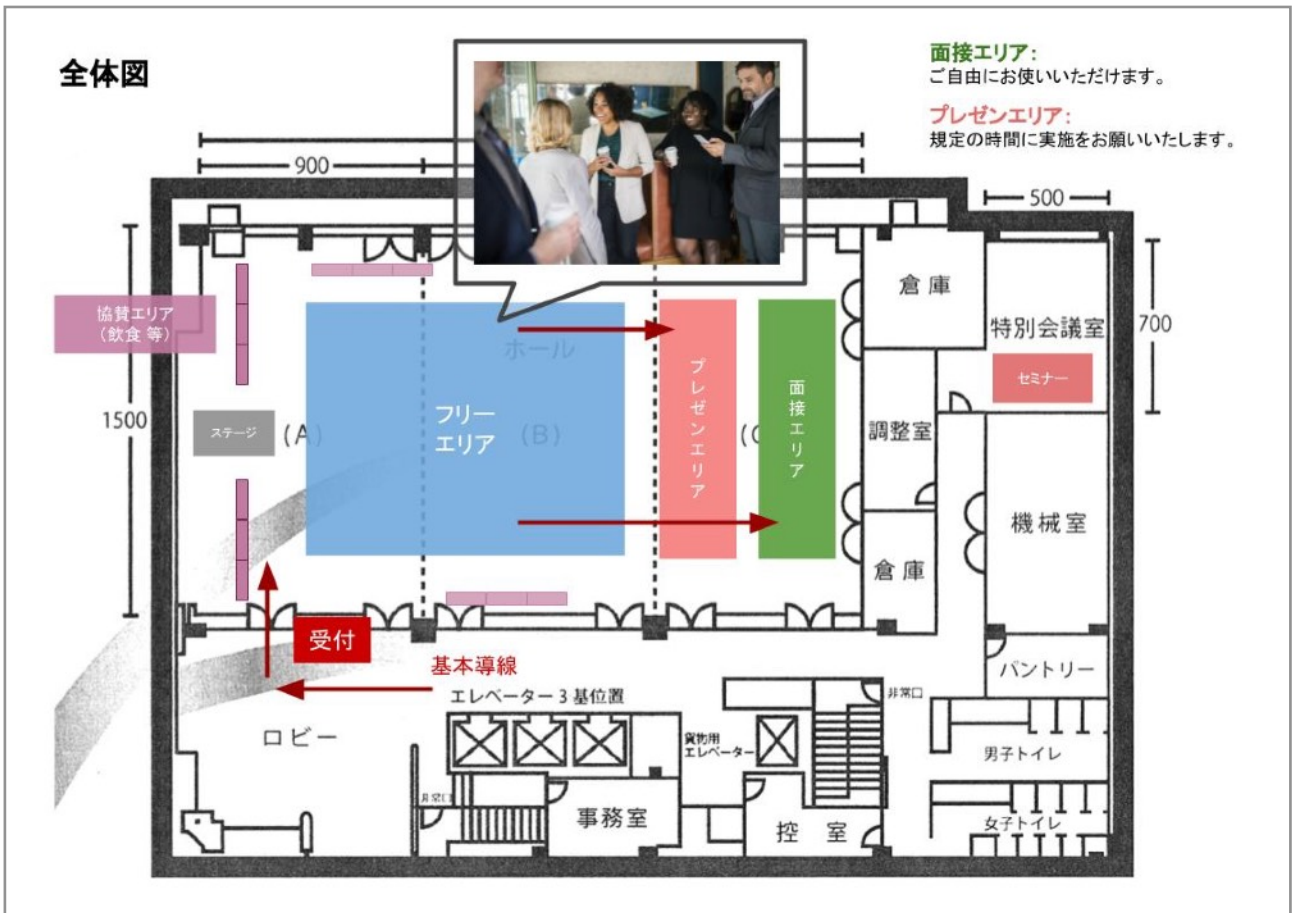 全体図
面接エリア：
ご自由にお使いいただけます。
プレゼンエリア：
規定の時間に実施をお願いいたします。
900
500
倉庫
特別会議室
700
セミナー
協賛エリア
（飲食 等）
ホール
1500
ステージ
(A)
フリー
エリア
(B)
プレゼンエリア
(C
面接エリア
調整室
機械室
倉庫
受付
基本導線
パントリー
エレベーター３基位置
非常口
ロビー
貨物用
エレベーター
男子トイレ
非常口
事務室
控室
女子トイレ